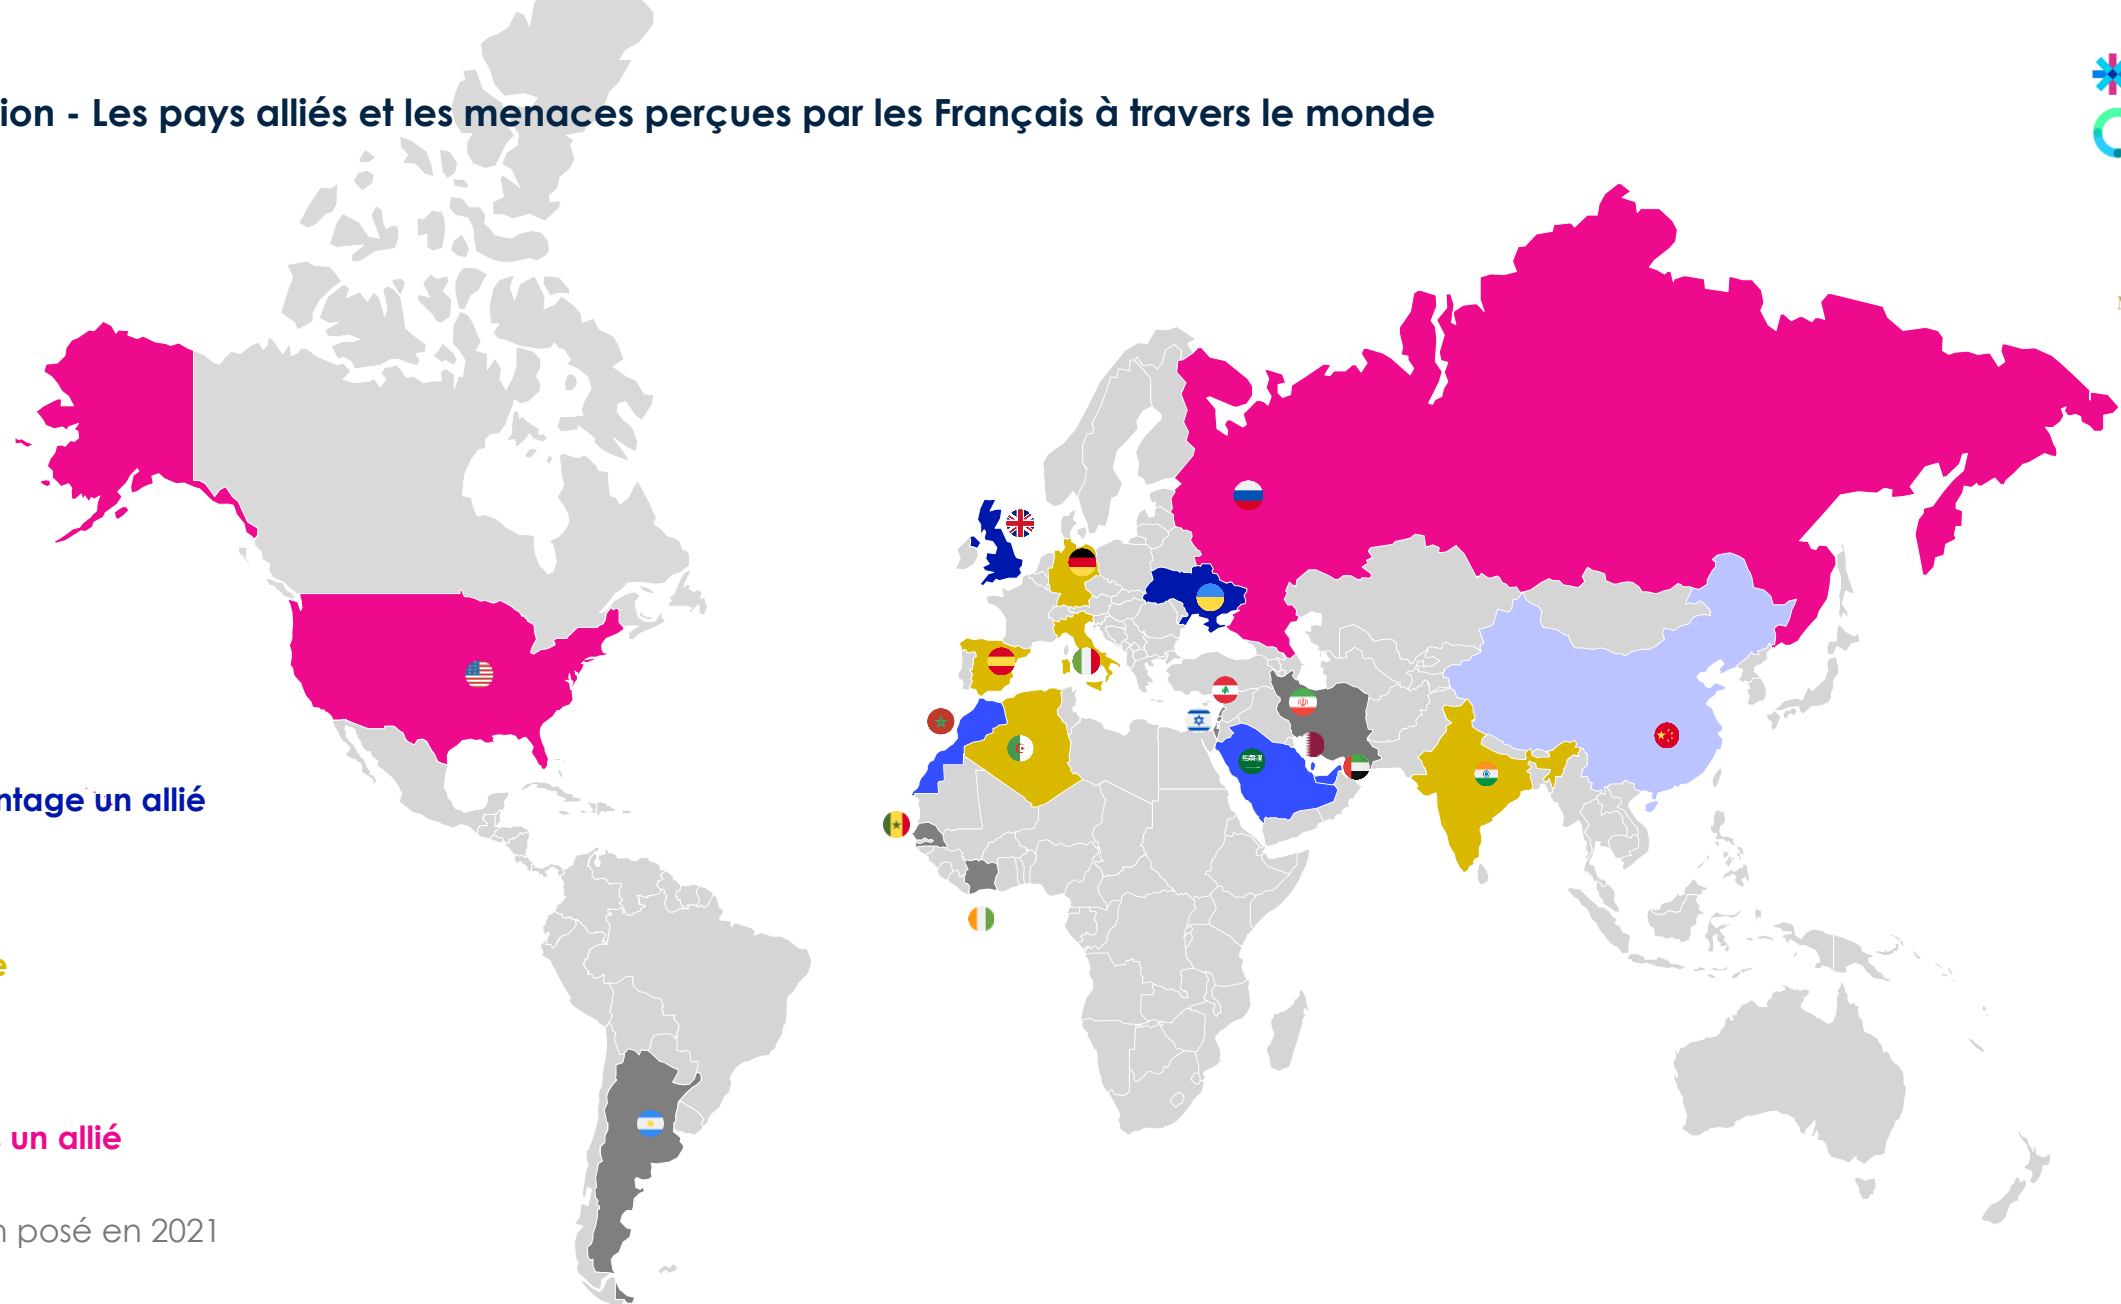 ion - Les pays alliés et les menaces perçues par les Français à travers le monde
ntage un allié
e
un allié
n posé en 2021